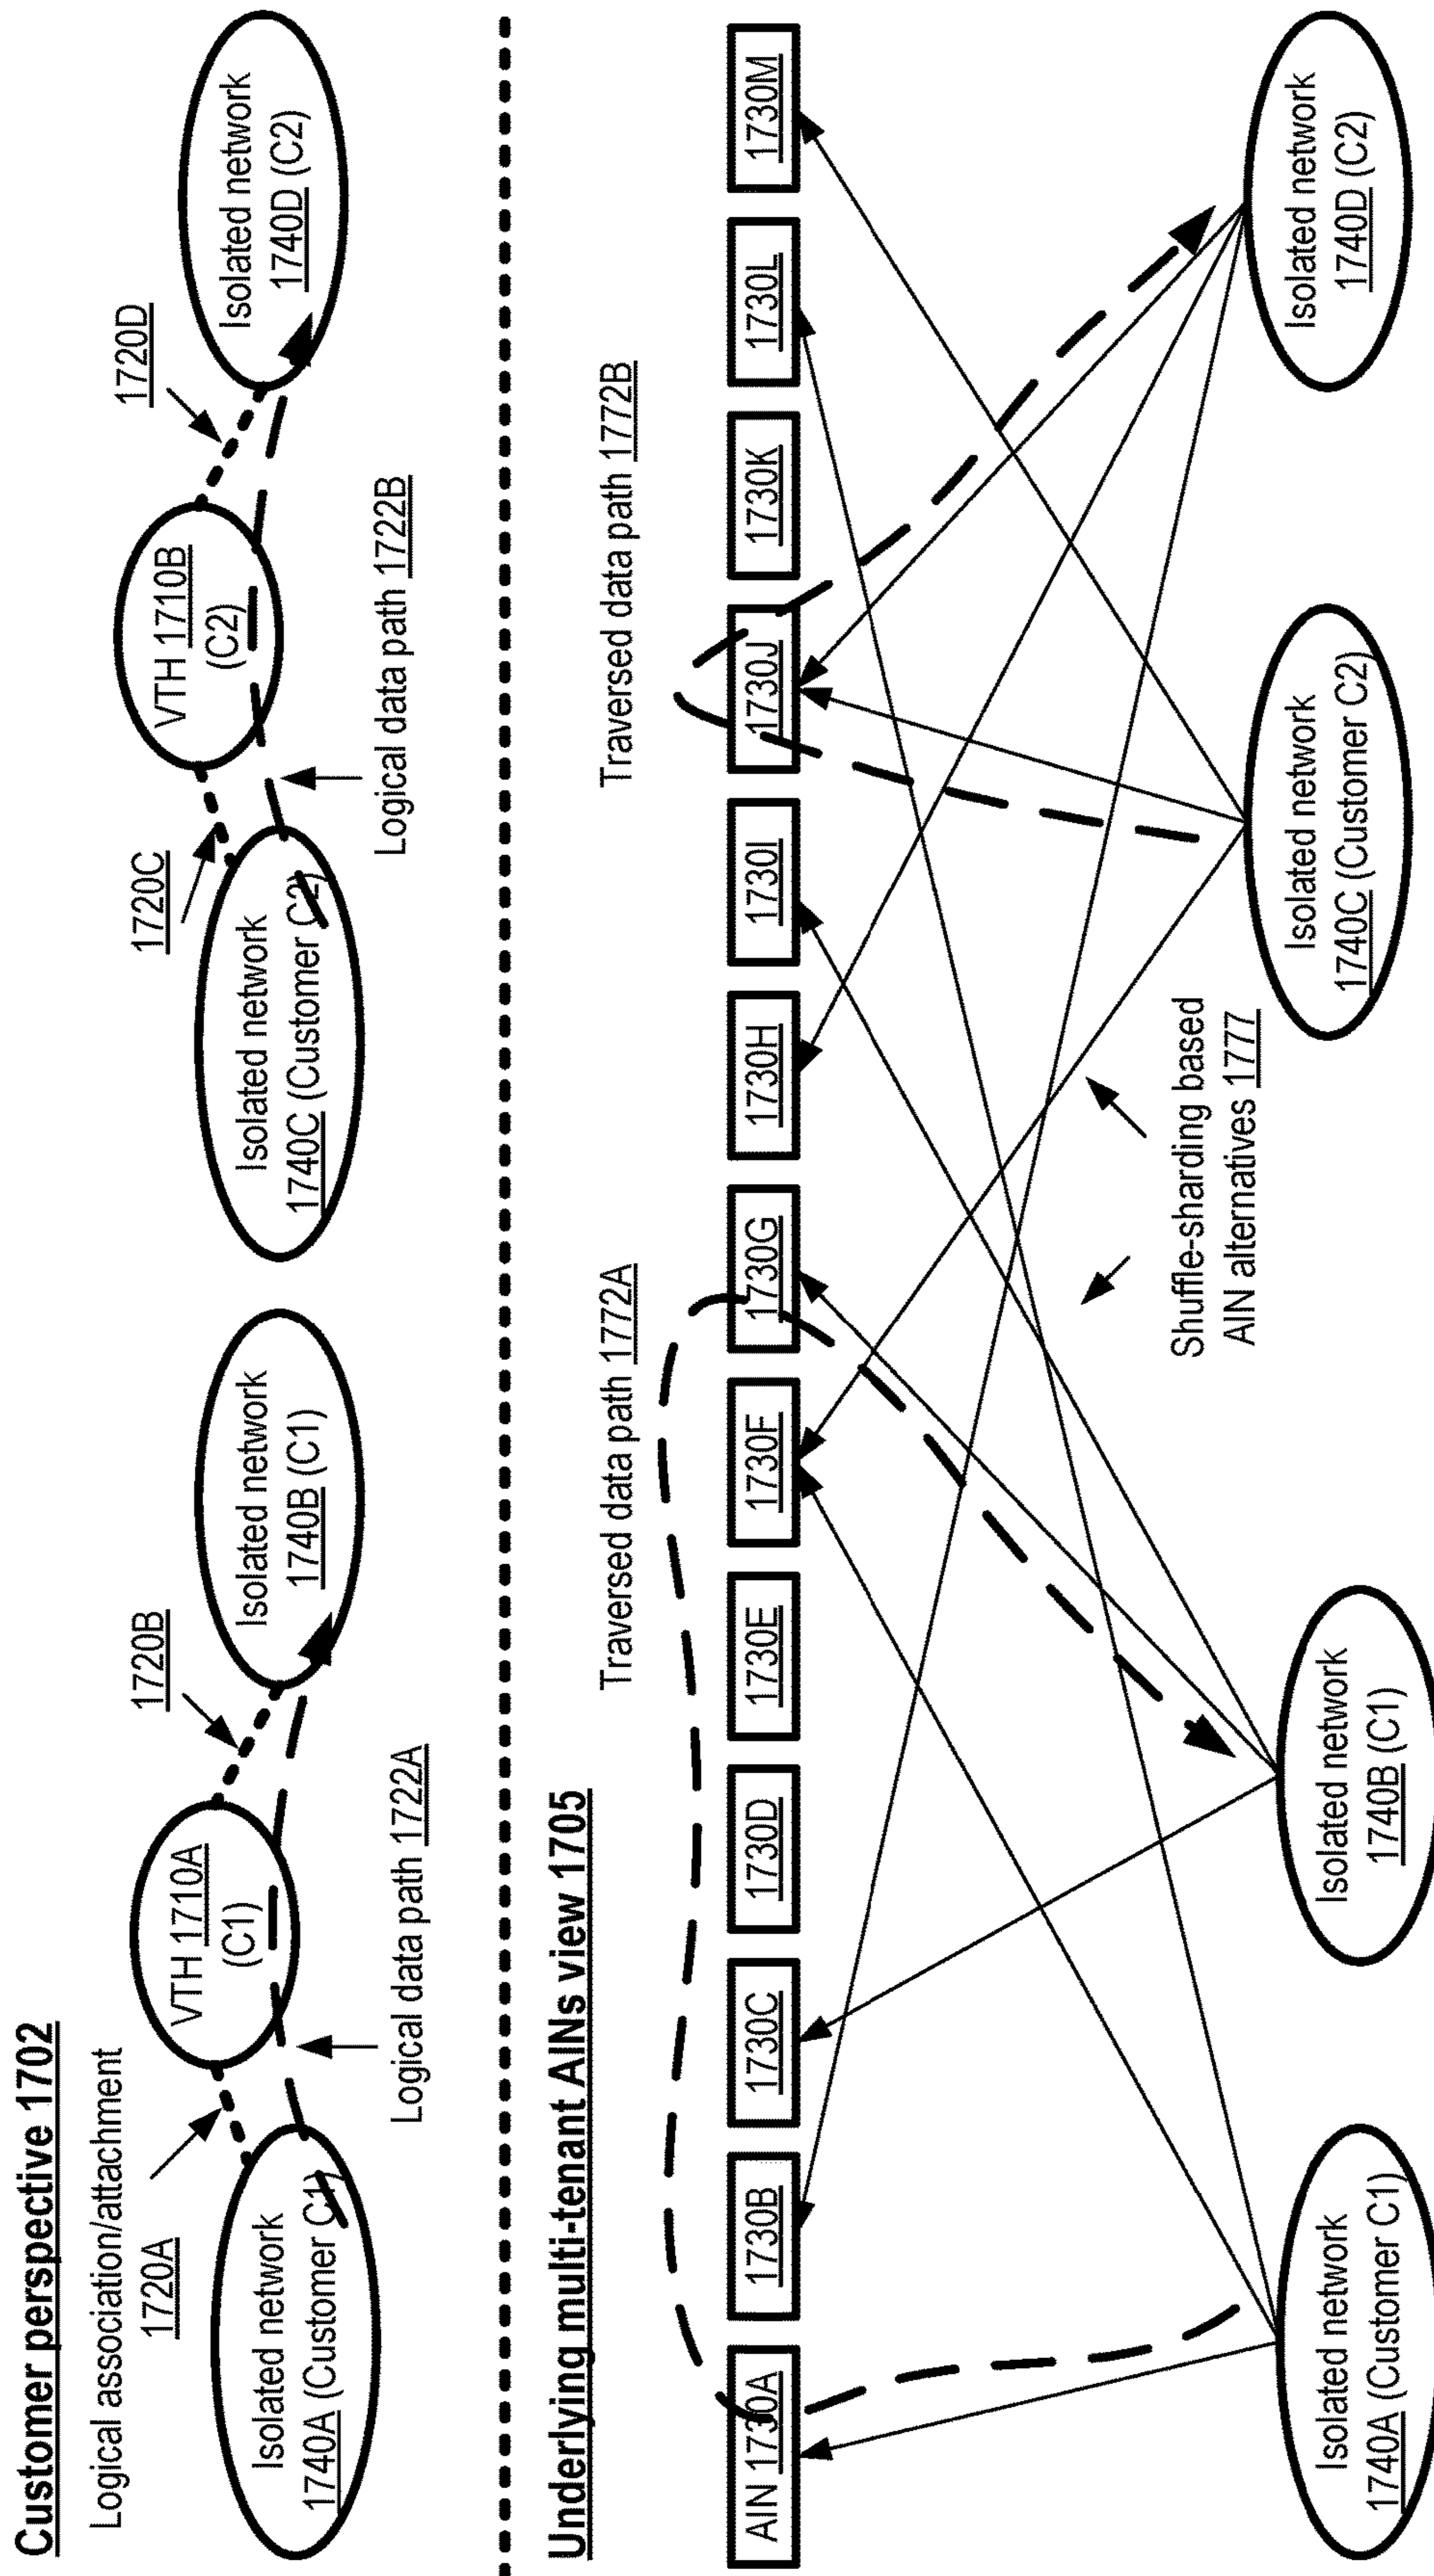 Customer perspective 1702
Logical association/attachment
1720A
1720B
1720C
1720D
VTH 1710A
(C1)
VTH 1710B
(C2)
Isolated network
1740A (Customer C1)
Isolated network
1740B (C1)
Isolated network
1740C (Customer C2)
Isolated network
1740D (C2)
Logical data path 1722A
Logical data path 1722B
Underlying multi-tenant AINs view 1705
Traversed data path 1772A
Traversed data path 1772B
AIN 1730A
1730B
1730C
1730D
1730E
1730F
1730G
1730H
1730I
1730J
1730K
1730L
1730M
Shuffle-sharding based
AIN alternatives 1777
Isolated network
1740A (Customer C1)
Isolated network
1740B (C1)
Isolated network
1740C (Customer C2)
Isolated network
1740D (C2)